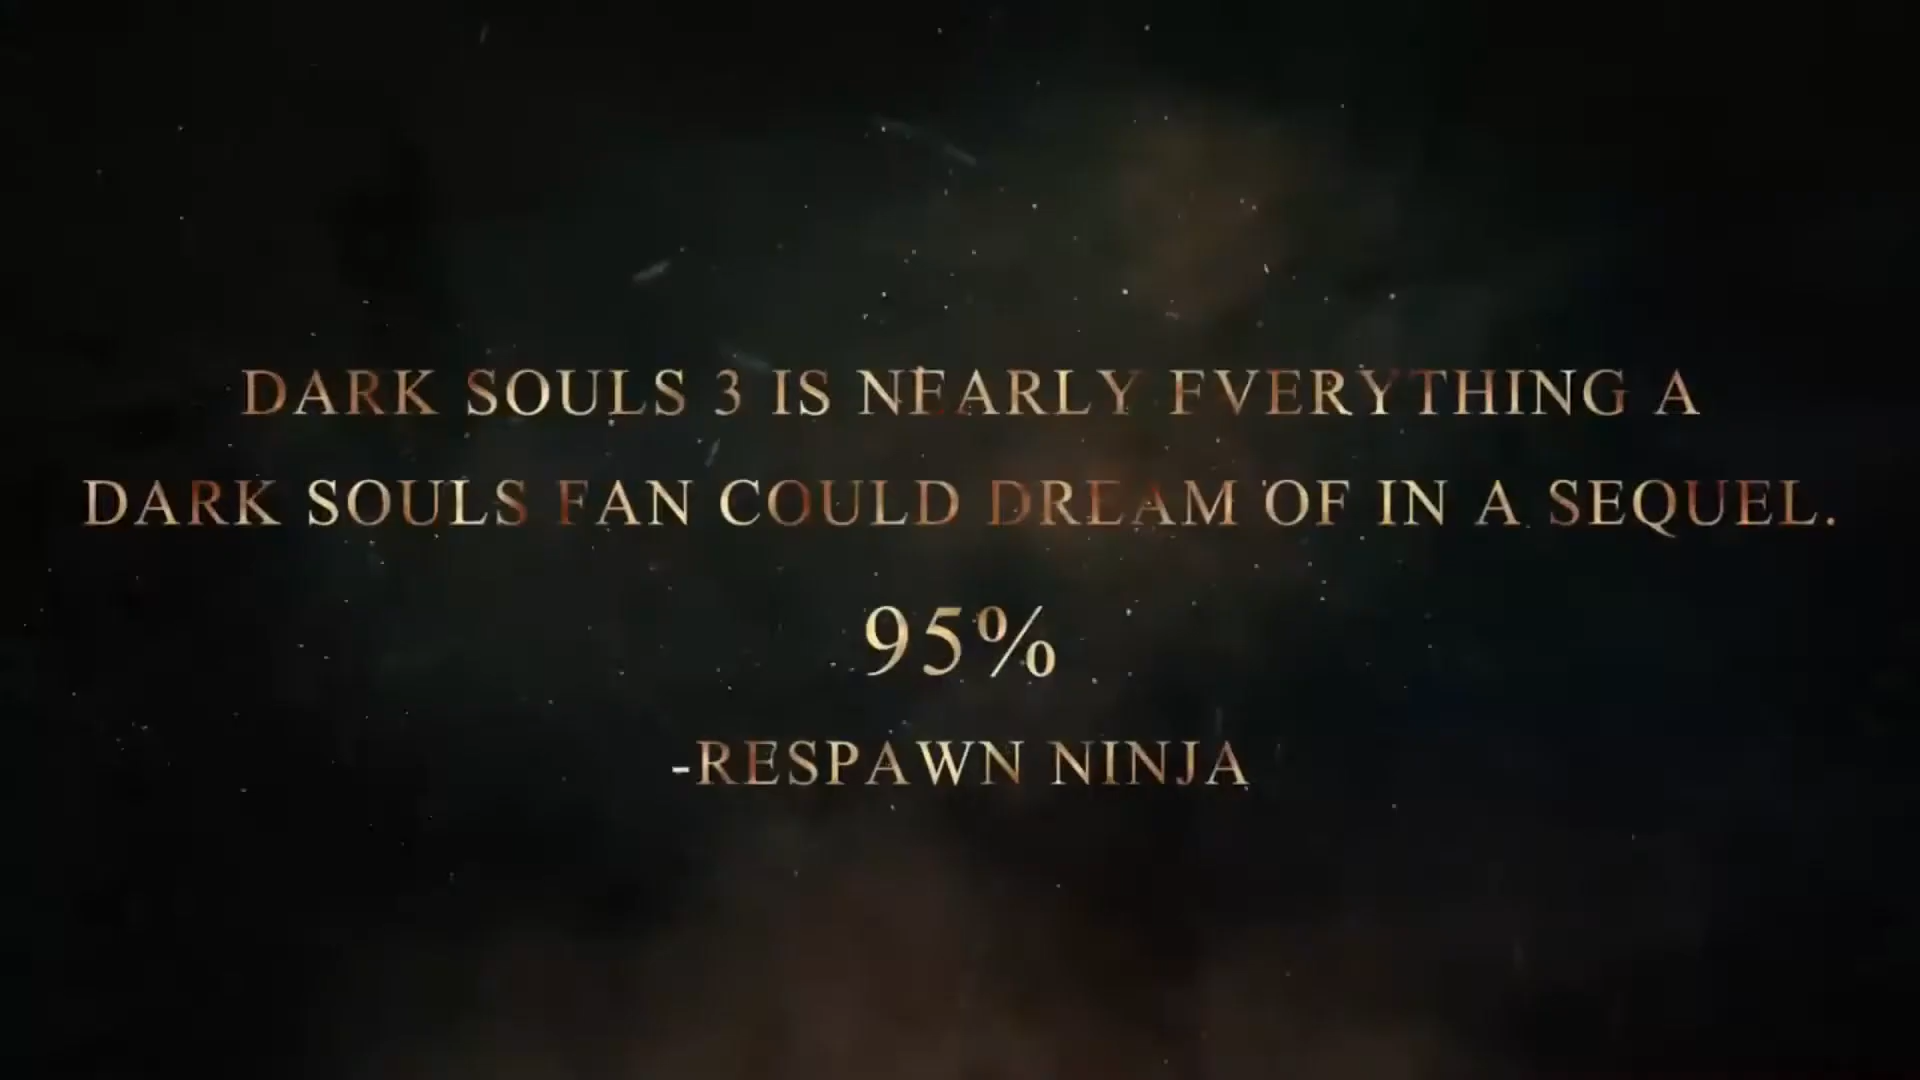 DARK SOULS 3 IS NEARLY EVERYTHING A
DARK SOULS FAN COULD DREAM OF IN A SEQUEL.
95%
-RESPAWN NINJA